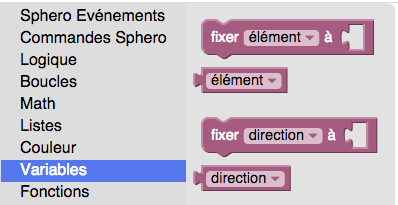 Sphero Evénements
Commandes Sphero
Logique
Boucles
Math
Listes
Couleur
Variables
Fonctions
fixer élément à
élément
fixer direction à
direction